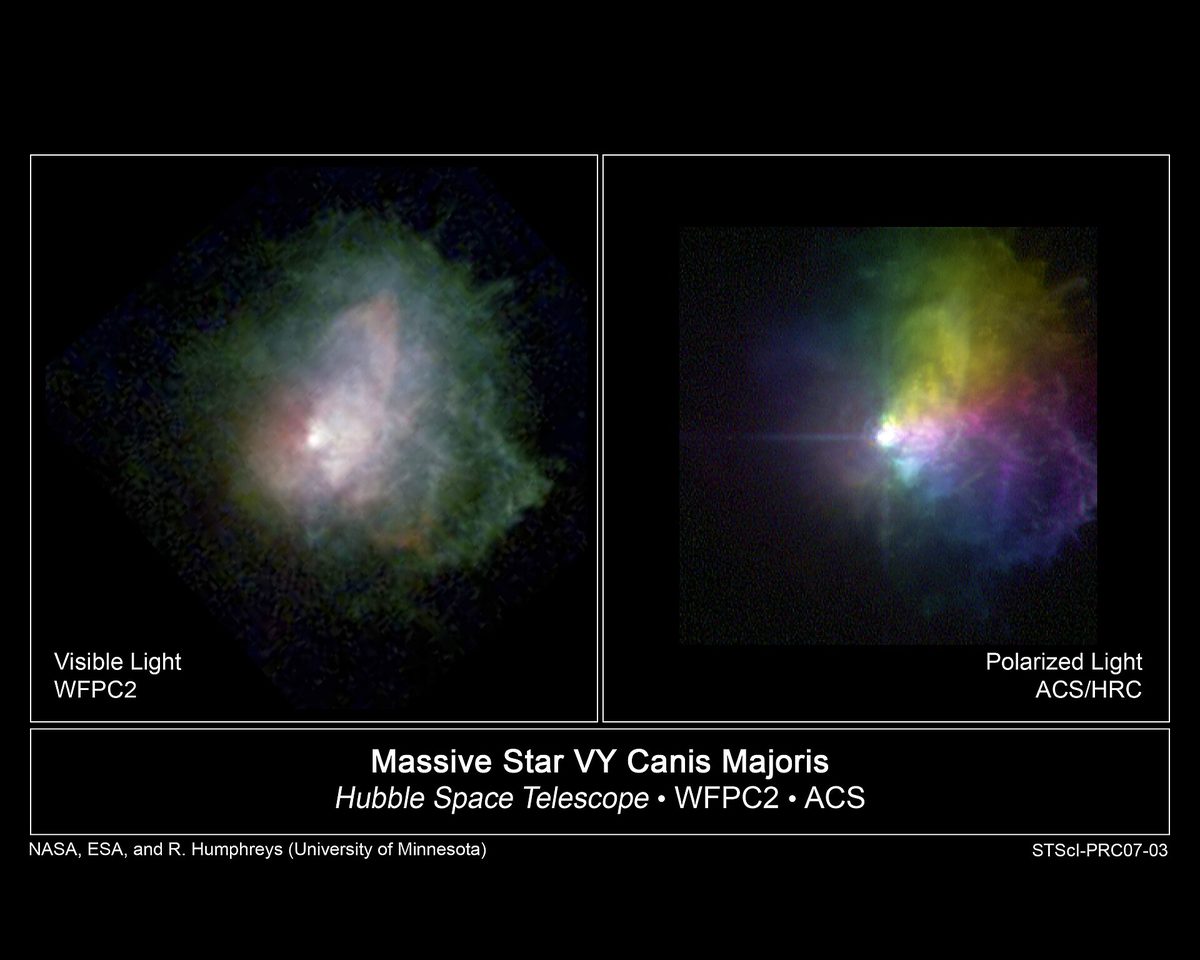 Visible Light
WFPC2
Polarized Light
ACS/HRC
Massive Star VY Canis Majoris
Hubble Space Telescope • WFPC2 • ACS
NASA, ESA, and R. Humphreys (University of Minnesota)
STScI-PRC07-03